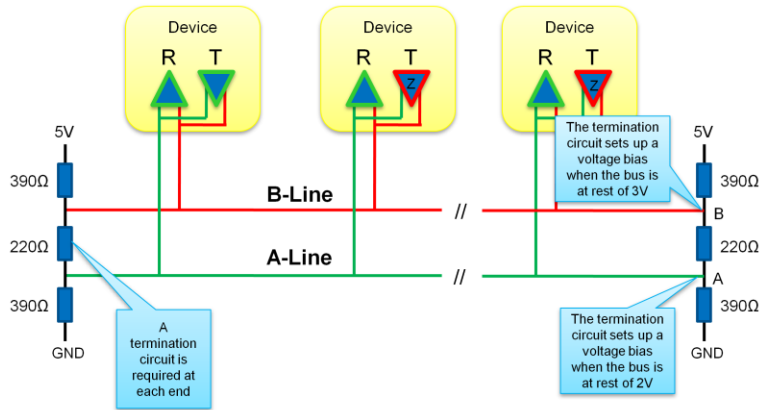 Device
Device
Device
R T
R T
R T
Z
Z
5V
390Ω
220Ω
390Ω
GND
B-Line
//
A-Line
//
A
termination
circuit is
required at
each end
The termination
circuit sets up a
voltage bias
when the bus is
at rest of 3V
5V
390Ω
B
220Ω
A
390Ω
GND
The termination
circuit sets up a
voltage bias
when the bus is
at rest of 2V